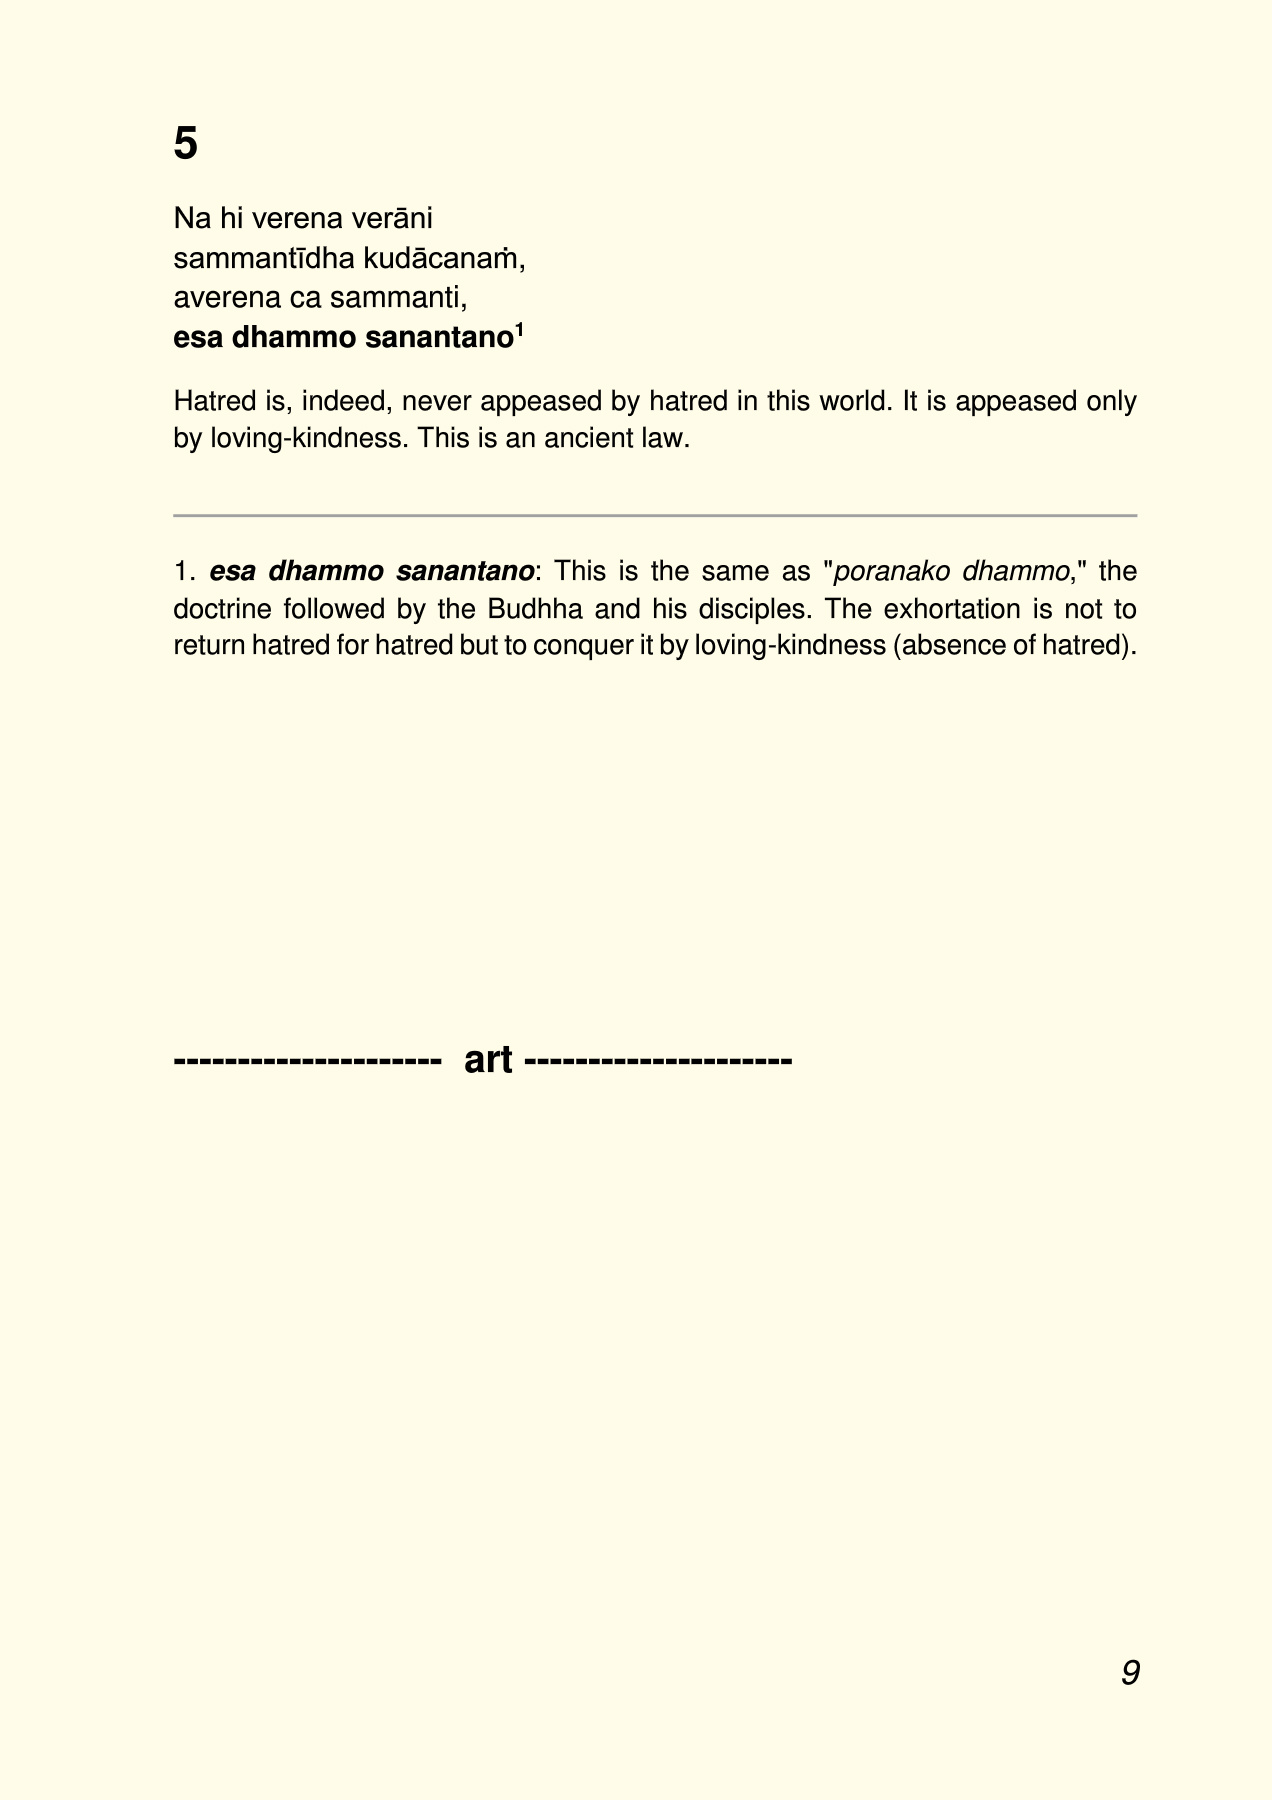 5
Na hi verena verāni
sammantīdha kudācanaṁ,
averena ca sammanti,
esa dhammo sanantano¹
Hatred is, indeed, never appeased by hatred in this world. It is appeased only
by loving-kindness. This is an ancient law.
1. esa dhammo sanantano: This is the same as "poranako dhammo," the
doctrine followed by the Budhha and his disciples. The exhortation is not to
return hatred for hatred but to conquer it by loving-kindness (absence of hatred).
--------------------- art ---------------------
9